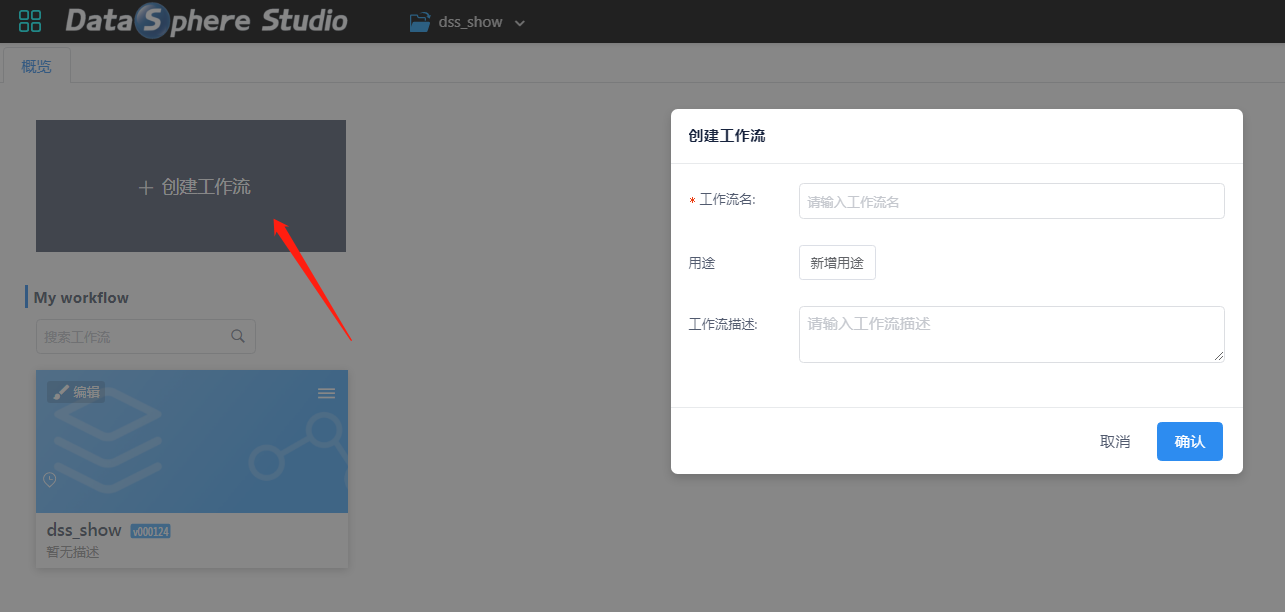 DataSphere Studio
dss_show
概览
+ 创建工作流
My workflow
搜索工作流
编辑
dss_show v000124
暂无描述
创建工作流
* 工作流名:
请输入工作流名
用途
新增用途
工作流描述:
请输入工作流描述
取消
确认